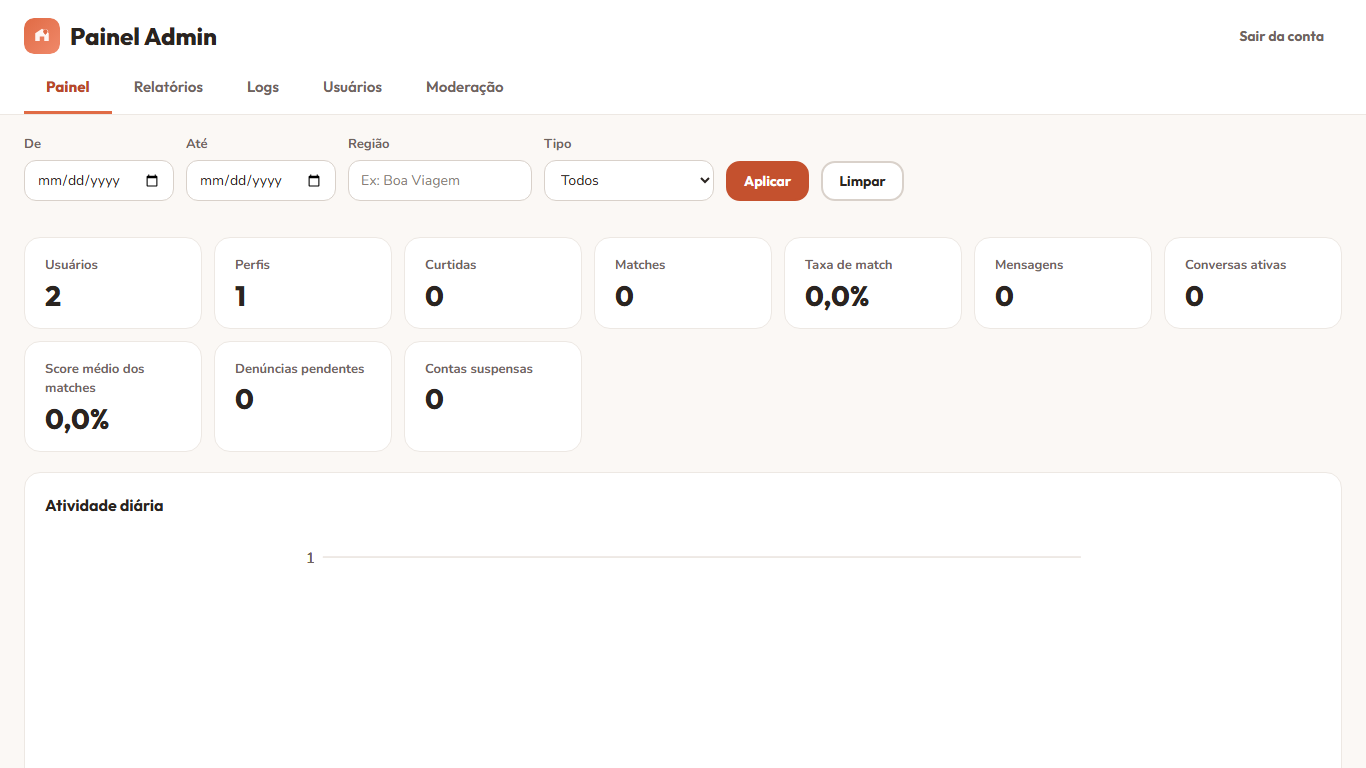 Painel Admin
Sair da conta
Painel
Relatórios
Logs
Usuários
Moderação
De
Até
Região
Tipo
mm/dd/yyyy
mm/dd/yyyy
Ex: Boa Viagem
Todos
Aplicar
Limpar
Usuários
2
Perfis
1
Curtidas
0
Matches
0
Taxa de match
0,0%
Mensagens
0
Conversas ativas
0
Score médio dos
matches
0,0%
Denúncias pendentes
0
Contas suspensas
0
Atividade diária
1